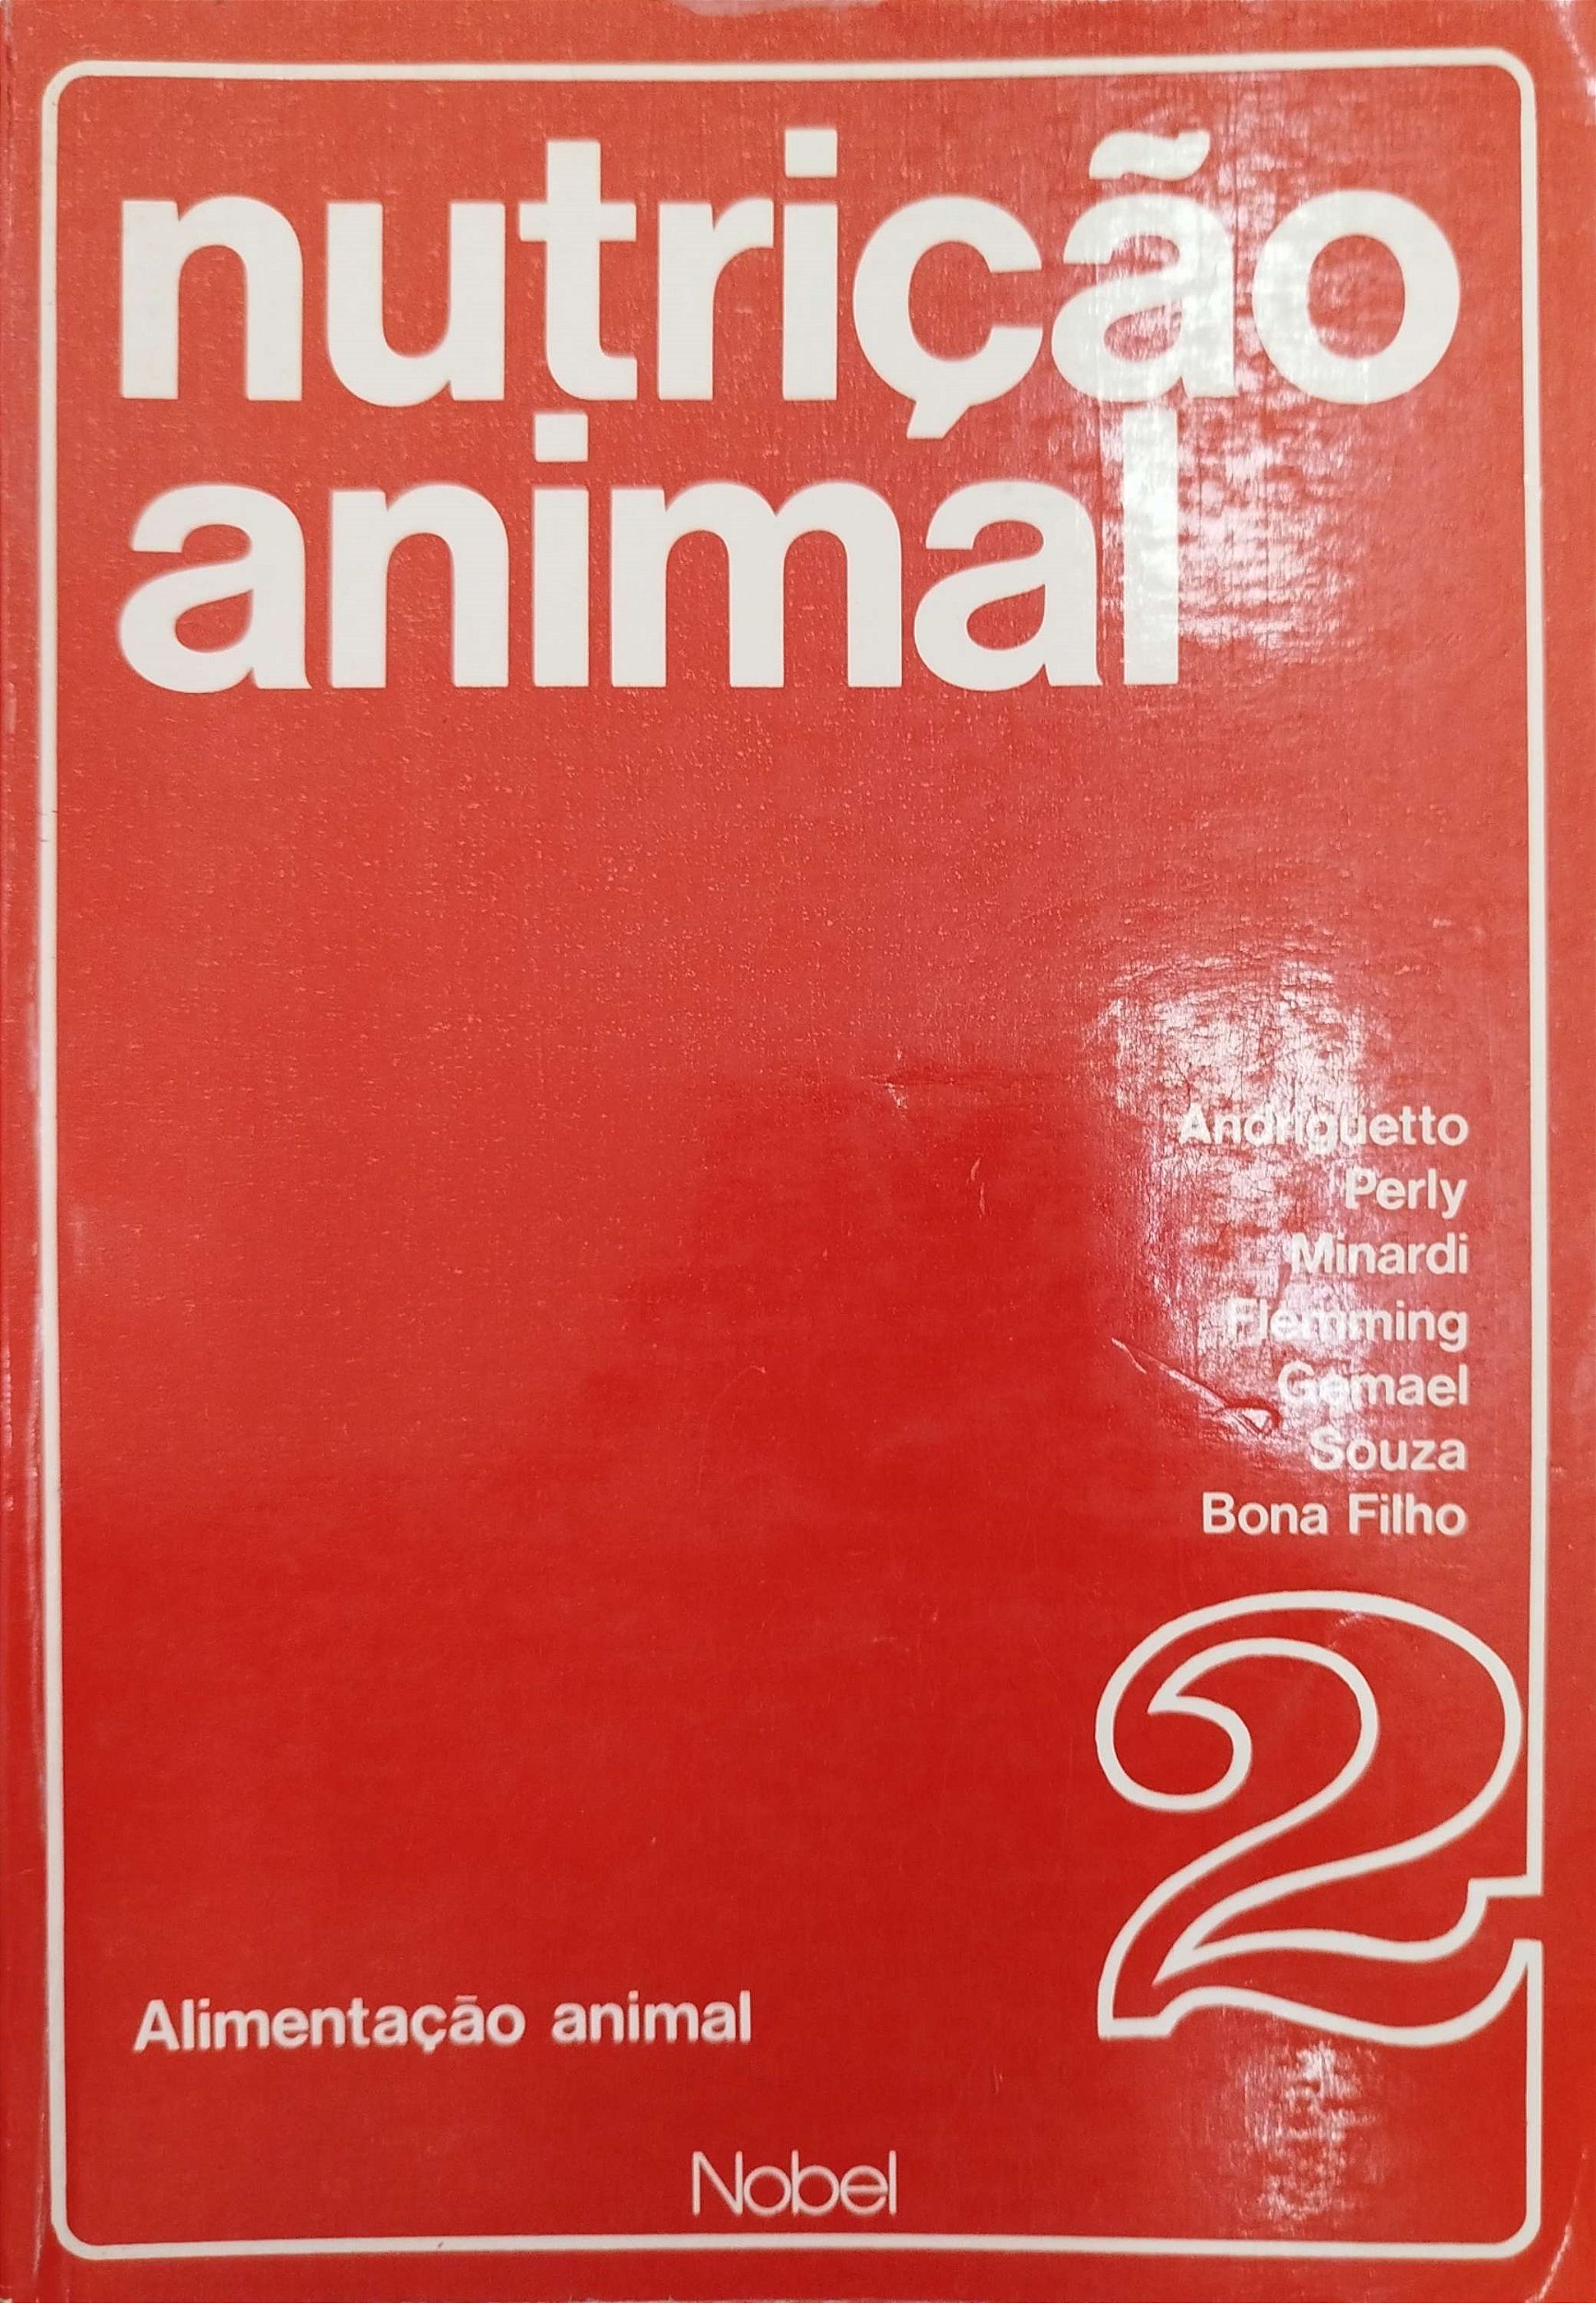 nutrição
animal
Andriguetto
Perly
Minardi
Flemming
Gemael
Souza
Bona Filho
2
Alimentação animal
Nobel